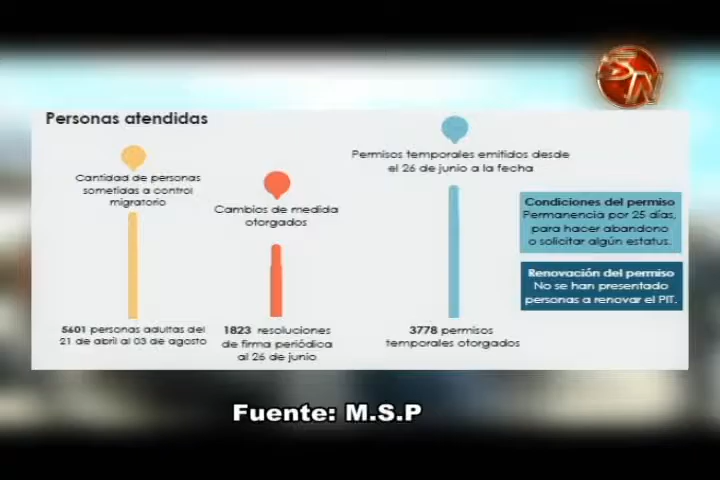 SN
Personas atendidas
Cantidad de personas
sometidas a control
migratorio
5601 personas adultas del
21 de abril al 03 de agosto
Cambios de medida
otorgados
1823 resoluciones
de firma periódica
al 26 de junio
Permisos temporales emitidos desde
el 26 de junio a la fecha
3778 permisos
temporales otorgados
Condiciones del permiso
Permanencia por 25 días,
para hacer abandono
o solicitar algún estatus.
Renovación del permiso
No se han presentado
personas a renovar el PIT.
Fuente: M.S.P